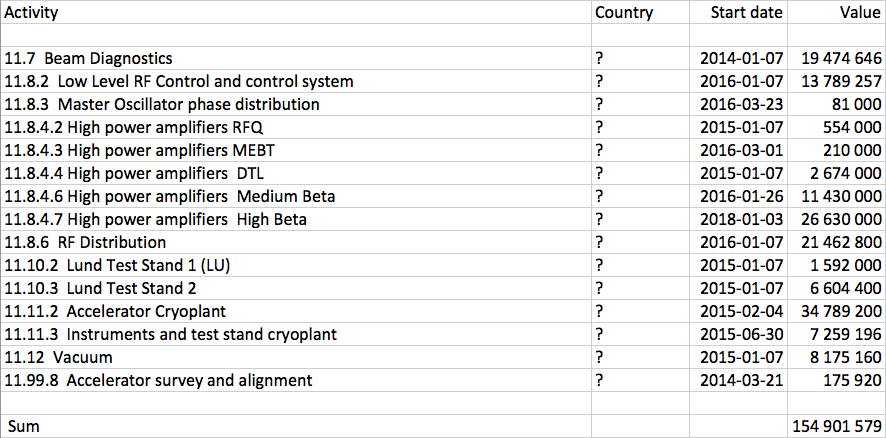 Activity Country Start date Value
11.7 Beam Diagnostics ? 2014-01-07 19 474 646
11.8.2 Low Level RF Control and control system ? 2016-01-07 13 789 257
11.8.3 Master Oscillator phase distribution ? 2016-03-23 81 000
11.8.4.2 High power amplifiers RFQ ? 2015-01-07 554 000
11.8.4.3 High power amplifiers MEBT ? 2016-03-01 210 000
11.8.4.4 High power amplifiers DTL ? 2015-01-07 2 674 000
11.8.4.6 High power amplifiers Medium Beta ? 2016-01-26 11 430 000
11.8.4.7 High power amplifiers High Beta ? 2018-01-03 26 630 000
11.8.6 RF Distribution ? 2016-01-07 21 462 800
11.10.2 Lund Test Stand 1 (LU) ? 2015-01-07 1 592 000
11.10.3 Lund Test Stand 2 ? 2015-01-07 6 604 400
11.11.2 Accelerator Cryoplant ? 2015-02-04 34 789 200
11.11.3 Instruments and test stand cryoplant ? 2015-06-30 7 259 196
11.12 Vacuum ? 2015-01-07 8 175 160
11.99.8 Accelerator survey and alignment ? 2014-03-21 175 920
Sum 154 901 579